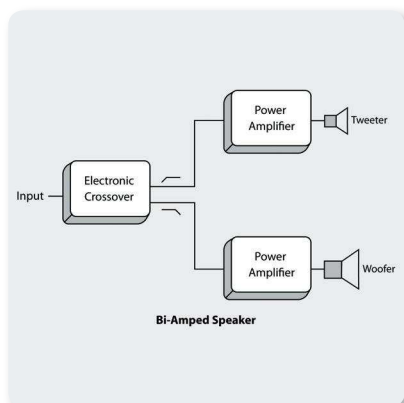 Power
Amplifier
Tweeter
Electronic
Crossover
Input
Power
Amplifier
Woofer
Bi-Amped Speaker